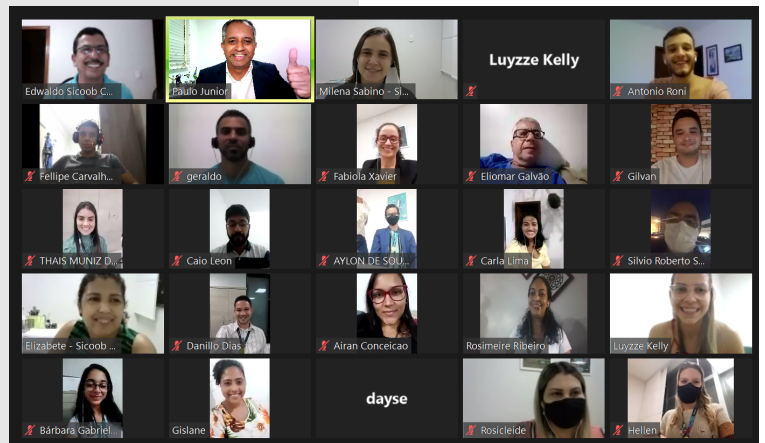 Edwaldo Sicoob C...
Paulo Junior
Milena Sabino - Si...
Luyzze Kelly
Antonio Roni
Fellipe Carvalh...
geraldo
Fabiola Xavier
Eliomar Galvão
Gilvan
THAIS MUNIZ D...
Caio Leon
AYLON DE SOU...
Carla Lima
Silvio Roberto S...
Elizabete - Sicoob ...
Danillo Dias
Airan Conceicao
Rosimeire Ribeiro
Luyzze Kelly
Bárbara Gabriel
Gislane
dayse
Rosicleide
Hellen